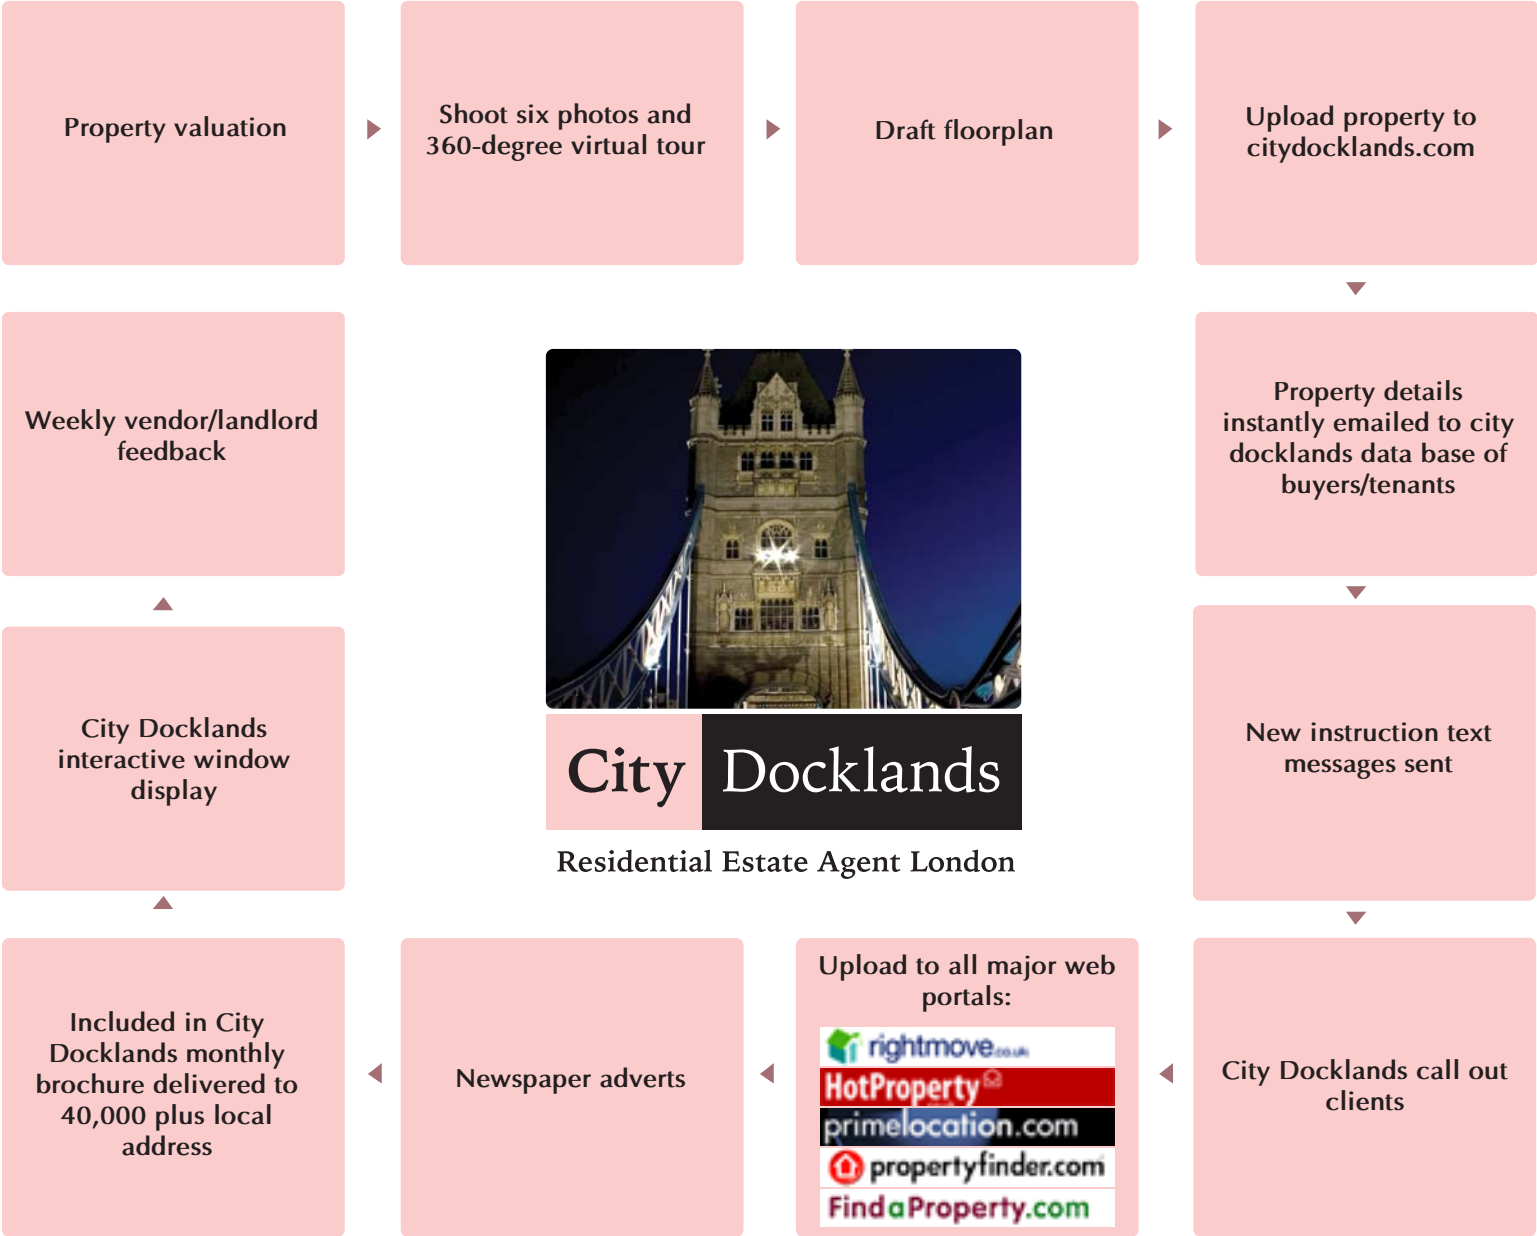 Property valuation
Shoot six photos and
360-degree virtual tour
Draft floorplan
Upload property to
citydocklands.com
Property details
instantly emailed to city
docklands data base of
buyers/tenants
New instruction text
messages sent
City Docklands call out
clients
Upload to all major web
portals:
rightmove.co.uk
HotProperty
primelocation.com
propertyfinder.com
FindaProperty.com
Newspaper adverts
Included in City
Docklands monthly
brochure delivered to
40,000 plus local
address
City Docklands
interactive window
display
Weekly vendor/landlord
feedback
City Docklands
Residential Estate Agent London